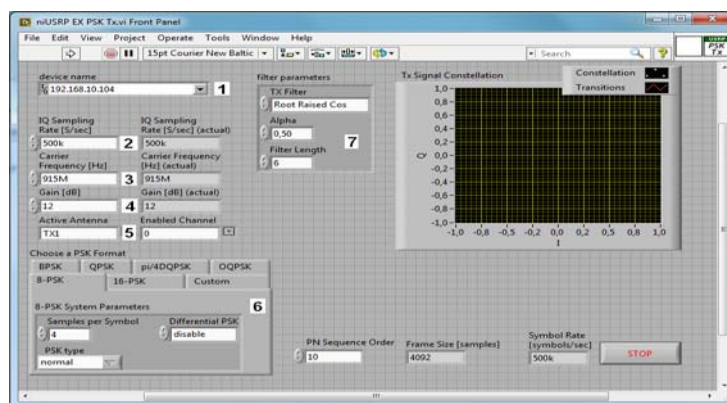 niUSRP EX PSK Tx.vi Front Panel
File Edit View Project Operate Tools Window Help
15pt Courier New Baltic
Search
USRP
PSK
Tx
device name
192.168.10.104
1
IQ Sampling
Rate [S/sec]
500k
2
IQ Sampling
Rate [S/sec] (actual)
500k
Carrier
Frequency [Hz]
915M
3
Carrier Frequency
[Hz] (actual)
915M
Gain [dB]
12
4
Gain [dB] (actual)
12
Active Antenna
TX1
5
Enabled Channel
0
Choose a PSK Format
BPSK QPSK pi/4DQPSK OQPSK
8-PSK 16-PSK Custom
8-PSK System Parameters
6
Samples per Symbol
4
Differential PSK
disable
PSK type
normal
filter parameters
TX Filter
Root Raised Cos
Alpha
0,50
7
Filter Length
6
Tx Signal Constellation
Constellation
Transitions
1,0
0,8
0,6
0,4
0,2
Q 0,0
-0,2
-0,4
-0,6
-0,8
-1,0
-1,0 -0,8 -0,6 -0,4 -0,2 0,0 0,2 0,4 0,6 0,8 1,0
I
PN Sequence Order
10
Frame Size [samples]
4092
Symbol Rate
[symbols/sec]
500k
STOP